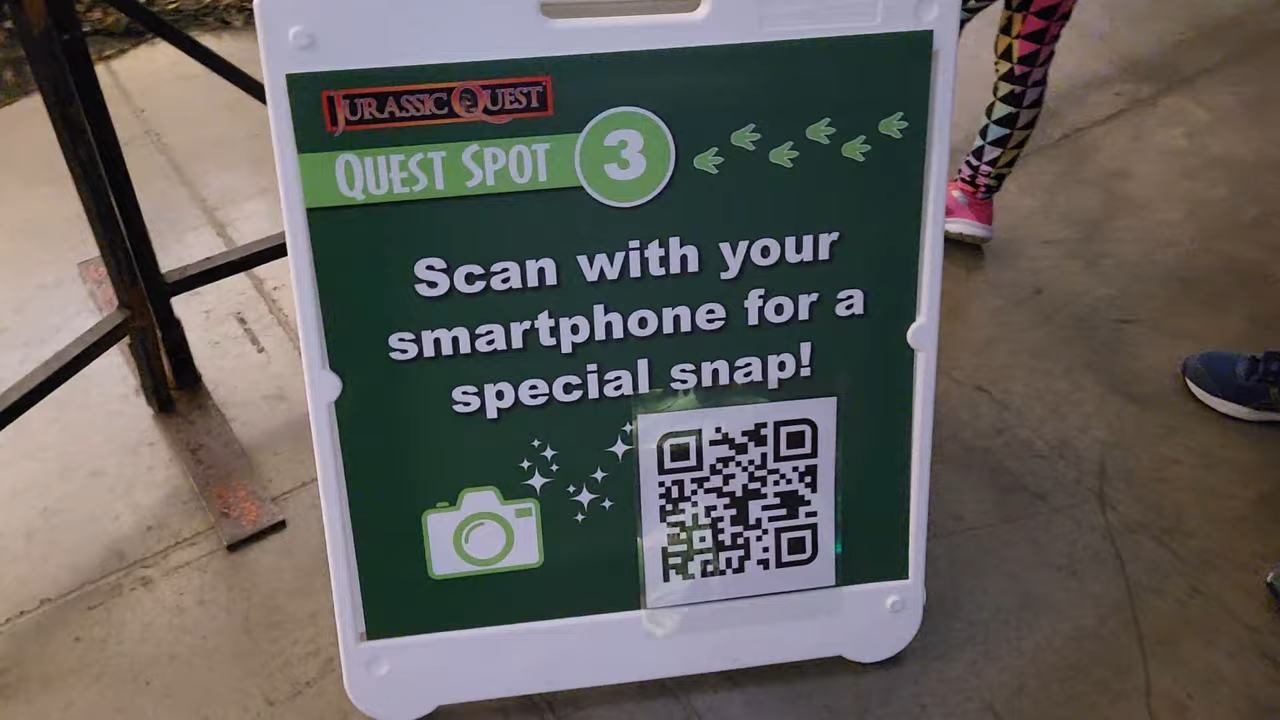 JURASSIC QUEST
QUEST SPOT 3
Scan with your
smartphone for a
special snap!